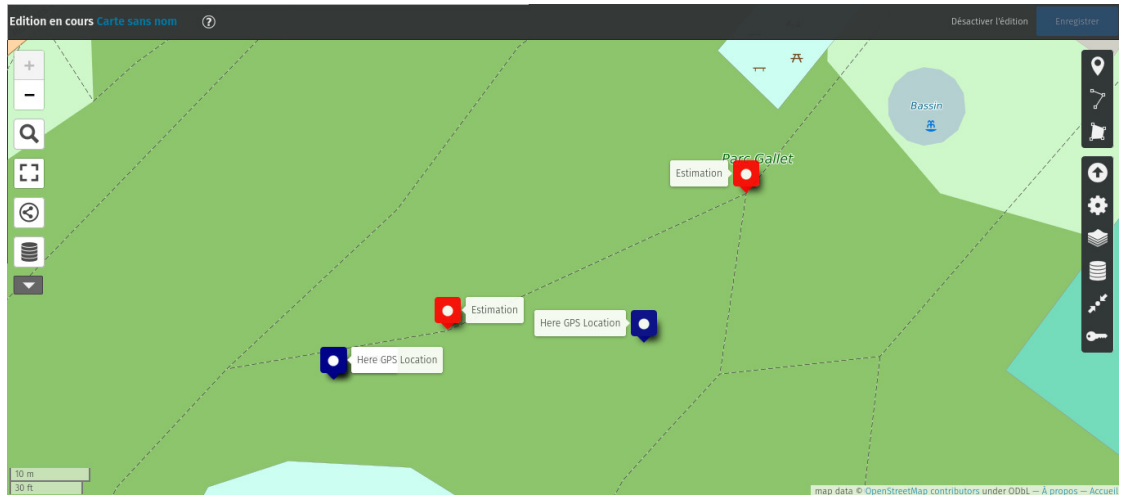 Edition en cours Carte sans nom ?
Désactiver l'édition Enregistrer
Bassin
Parc Gallet
Estimation
Estimation
Here GPS Location
Here GPS Location
10 m
30 ft
map data © OpenStreetMap contributors under ODbL — À propos — Accueil